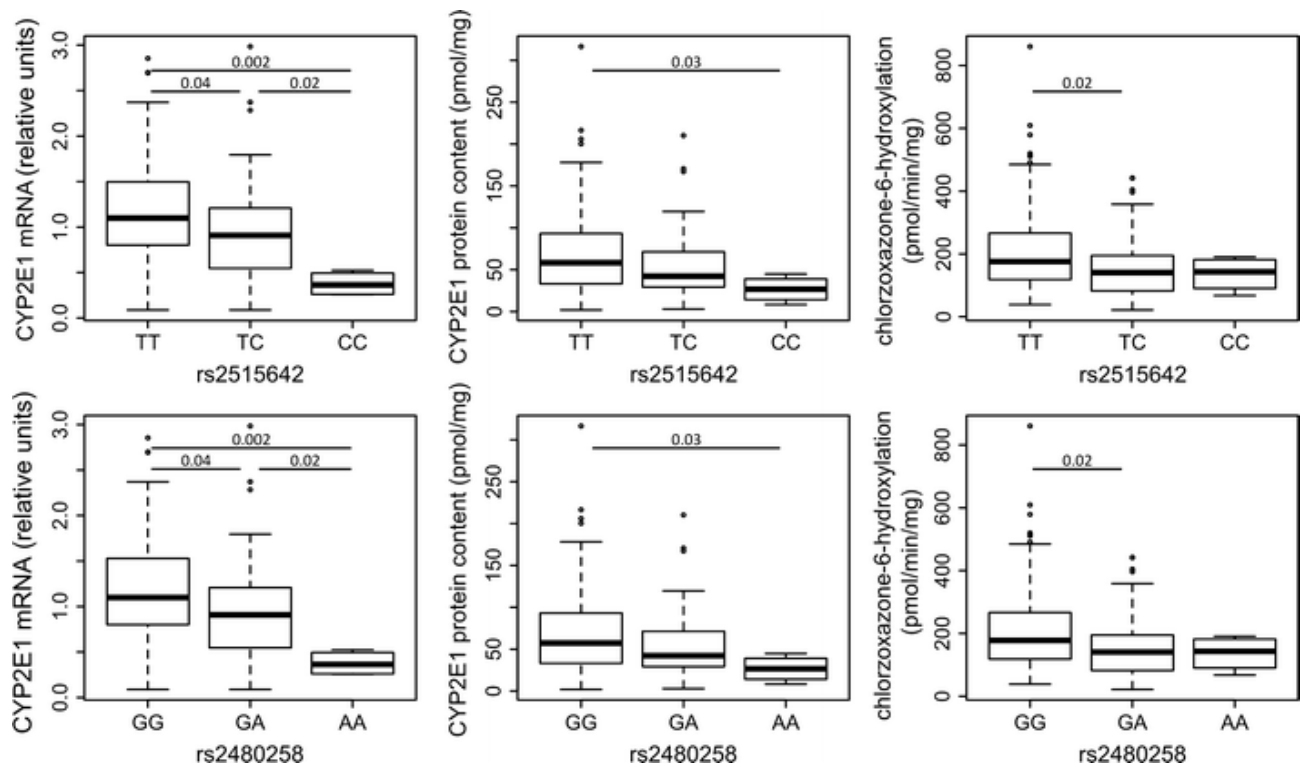 CYP2E1 mRNA (relative units)
3.0
2.0
1.0
0.0
0.002
0.04
0.02
TT
TC
CC
rs2515642
CYP2E1 protein content (pmol/mg)
250
150
50
0
0.03
TT
TC
CC
rs2515642
chlorzoxazone-6-hydroxylation
(pmol/min/mg)
800
600
400
200
0
0.02
TT
TC
CC
rs2515642
CYP2E1 mRNA (relative units)
3.0
2.0
1.0
0.0
0.002
0.04
0.02
GG
GA
AA
rs2480258
CYP2E1 protein content (pmol/mg)
250
150
50
0
0.03
GG
GA
AA
rs2480258
chlorzoxazone-6-hydroxylation
(pmol/min/mg)
800
600
400
200
0
0.02
GG
GA
AA
rs2480258